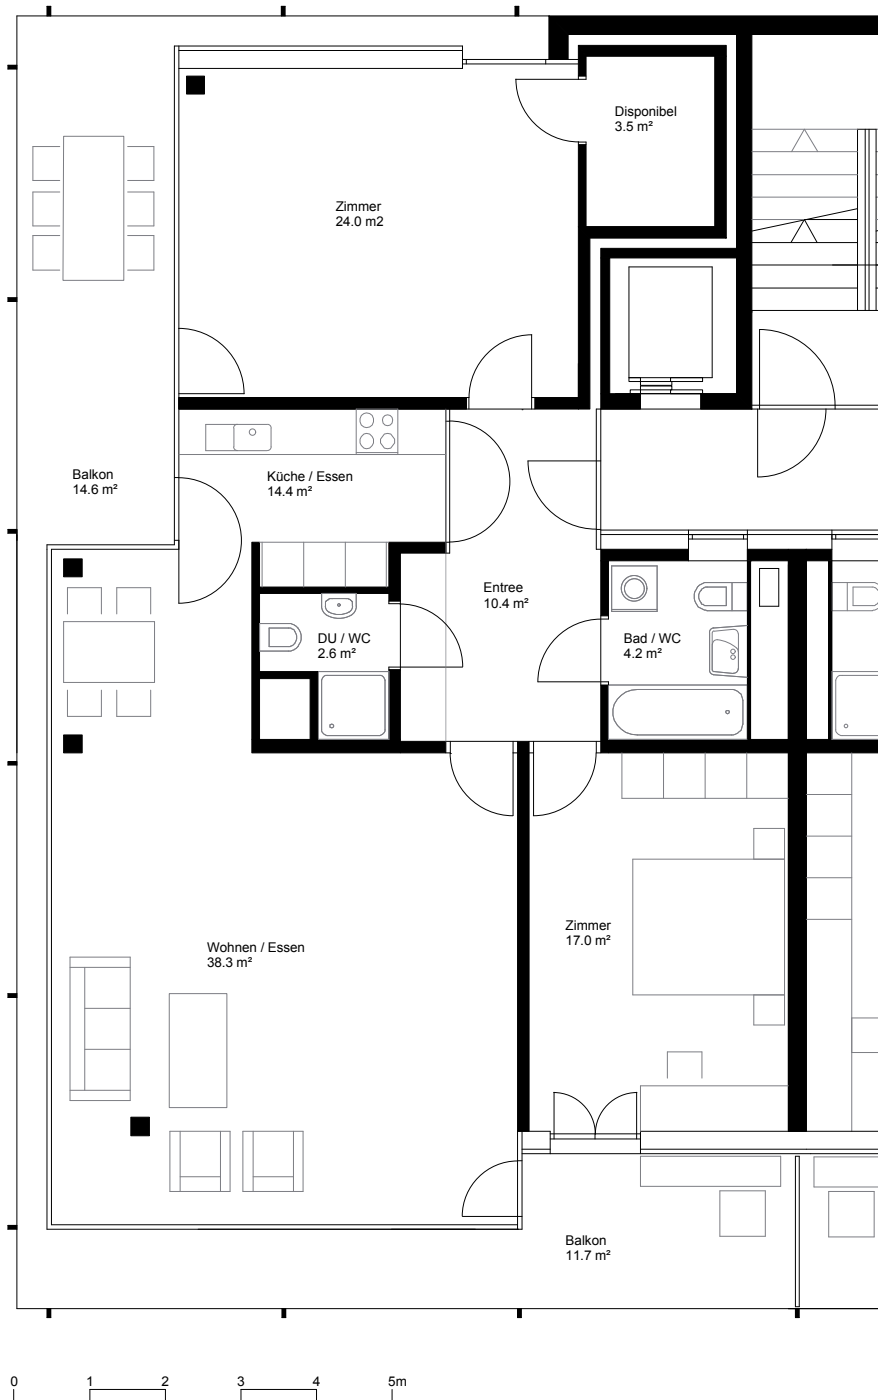 Disponibel
3.5 m²
Zimmer
24.0 m2
Balkon
14.6 m²
Küche / Essen
14.4 m²
Entree
10.4 m²
DU / WC
2.6 m²
Bad / WC
4.2 m²
Zimmer
17.0 m²
Wohnen / Essen
38.3 m²
Balkon
11.7 m²
0 1 2 3 4 5m